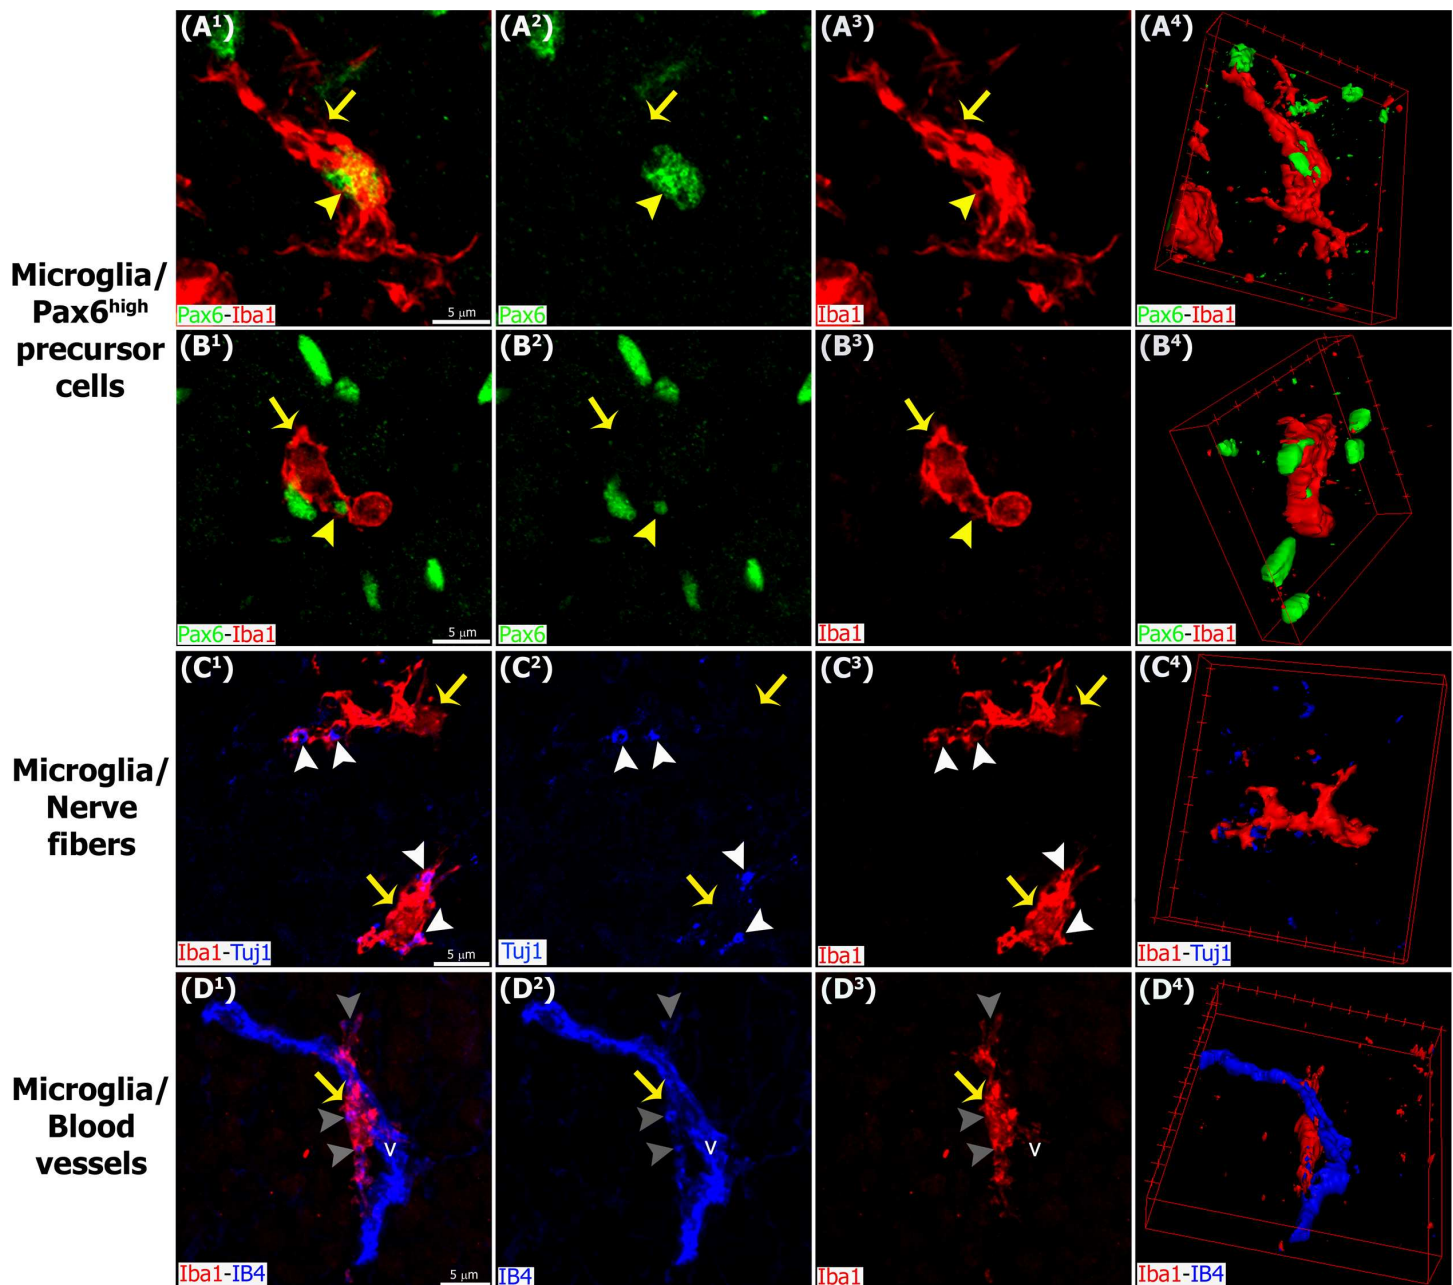 Microglia/
Pax6ʰⁱᵍʰ
precursor
cells
(A¹)
Pax6-Iba1
5 µm
(A²)
Pax6
(A³)
Iba1
(A⁴)
Pax6-Iba1
(B¹)
Pax6-Iba1
5 µm
(B²)
Pax6
(B³)
Iba1
(B⁴)
Pax6-Iba1
Microglia/
Nerve
fibers
(C¹)
Iba1-Tuj1
5 µm
(C²)
Tuj1
(C³)
Iba1
(C⁴)
Iba1-Tuj1
Microglia/
Blood
vessels
(D¹)
v
Iba1-IB4
5 µm
(D²)
v
IB4
(D³)
v
Iba1
(D⁴)
Iba1-IB4